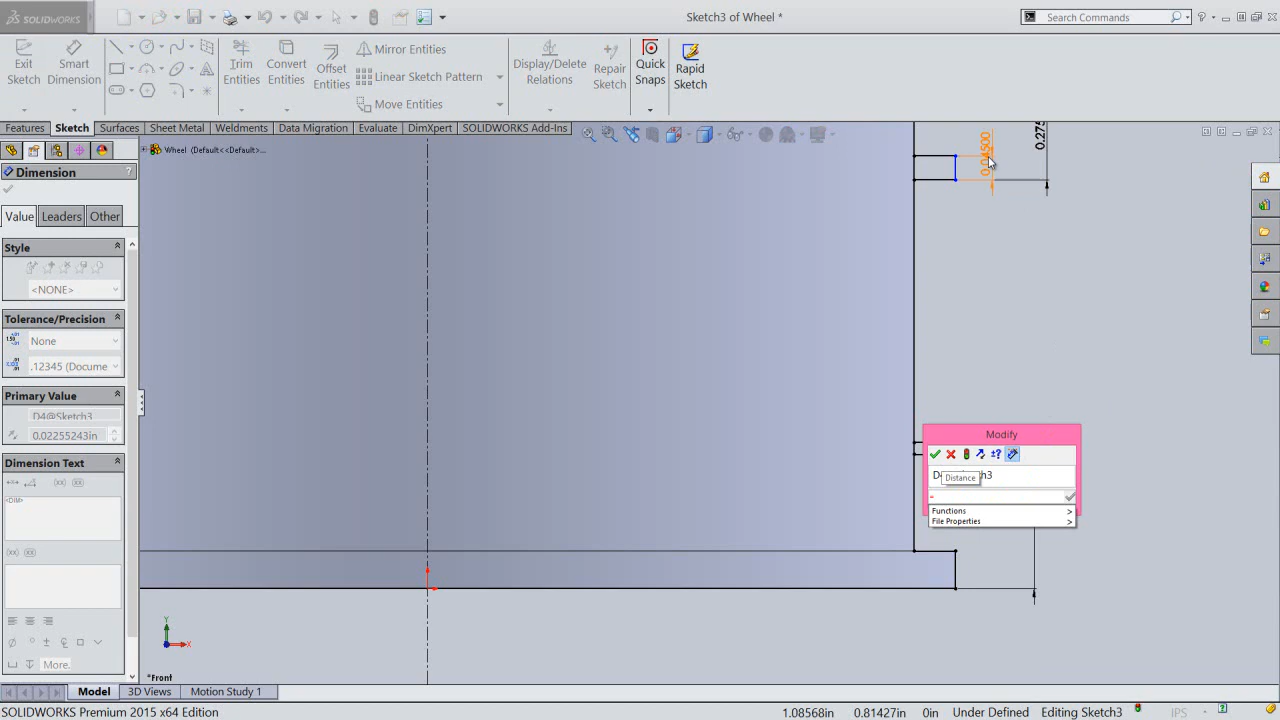 SOLIDWORKS
Sketch3 of Wheel *
Search Commands
Exit Sketch
Smart Dimension
Trim Entities
Convert Entities
Offset Entities
Mirror Entities
Linear Sketch Pattern
Move Entities
Display/Delete Relations
Repair Sketch
Quick Snaps
Rapid Sketch
Features
Sketch
Surfaces
Sheet Metal
Weldments
Data Migration
Evaluate
DimXpert
SOLIDWORKS Add-Ins
Wheel (Default<<Default>...
Dimension
?
Value
Leaders
Other
Style
<NONE>
Tolerance/Precision
None
.12345 (Docume
Primary Value
D4@Sketch3
0.02255243in
Dimension Text
<DIM>
More.
0.04500
0.275
Modify
h3
Distance
=
Functions >
File Properties >
Y
X
*Front
Model
3D Views
Motion Study 1
SOLIDWORKS Premium 2015 x64 Edition
1.08568in
0.81427in
0in
Under Defined
Editing Sketch3
IPS